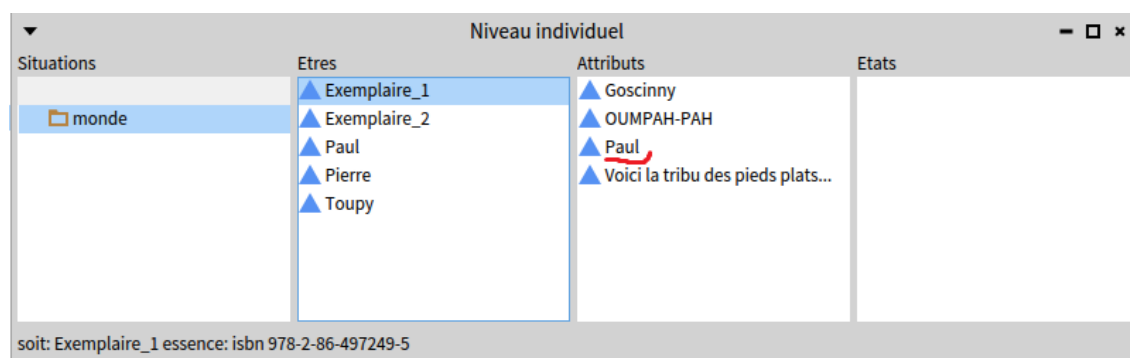 Niveau individuel
Situations
Etres
Attributs
Etats
monde
Exemplaire_1
Exemplaire_2
Paul
Pierre
Toupy
Goscinny
OUMPAH-PAH
Paul
Voici la tribu des pieds plats...
soit: Exemplaire_1 essence: isbn 978-2-86-497249-5